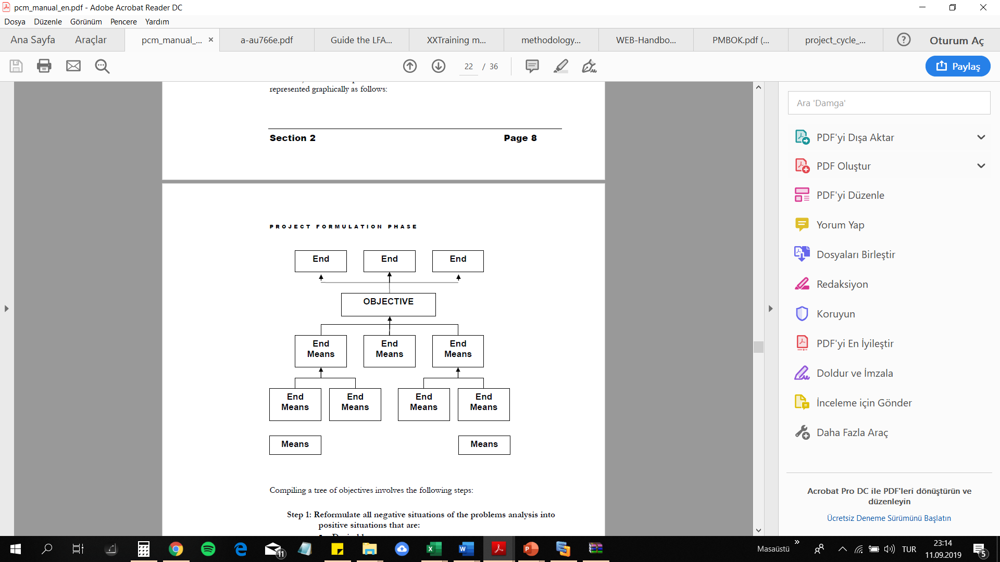 pcm_manual_en.pdf - Adobe Acrobat Reader DC
Dosya Düzenle Görünüm Pencere Yardım
Ana Sayfa Araçlar pcm_manual_... × a-au766e.pdf Guide the LFA... XXTraining m... methodology... WEB-Handbo... PMBOK.pdf (... project_cycle_... ? Oturum Aç
22 / 36 Paylaş
represented graphically as follows:
Section 2 Page 8
PROJECT FORMULATION PHASE
End End End
OBJECTIVE
End Means
End Means
End Means
End Means
End Means
End Means
End Means
Means Means
Compiling a tree of objectives involves the following steps:
Step 1: Reformulate all negative situations of the problems analysis into
positive situations that are:
Ara 'Damga'
PDF'yi Dışa Aktar
PDF Oluştur
PDF'yi Düzenle
Yorum Yap
Dosyaları Birleştir
Redaksiyon
Koruyun
PDF'yi En İyileştir
Doldur ve İmzala
İnceleme için Gönder
Daha Fazla Araç
Acrobat Pro DC ile PDF'leri dönüştürün ve
düzenleyin
Ücretsiz Deneme Sürümünü Başlatın
11 Masaüstü » TUR 23:14
11.09.2019 5